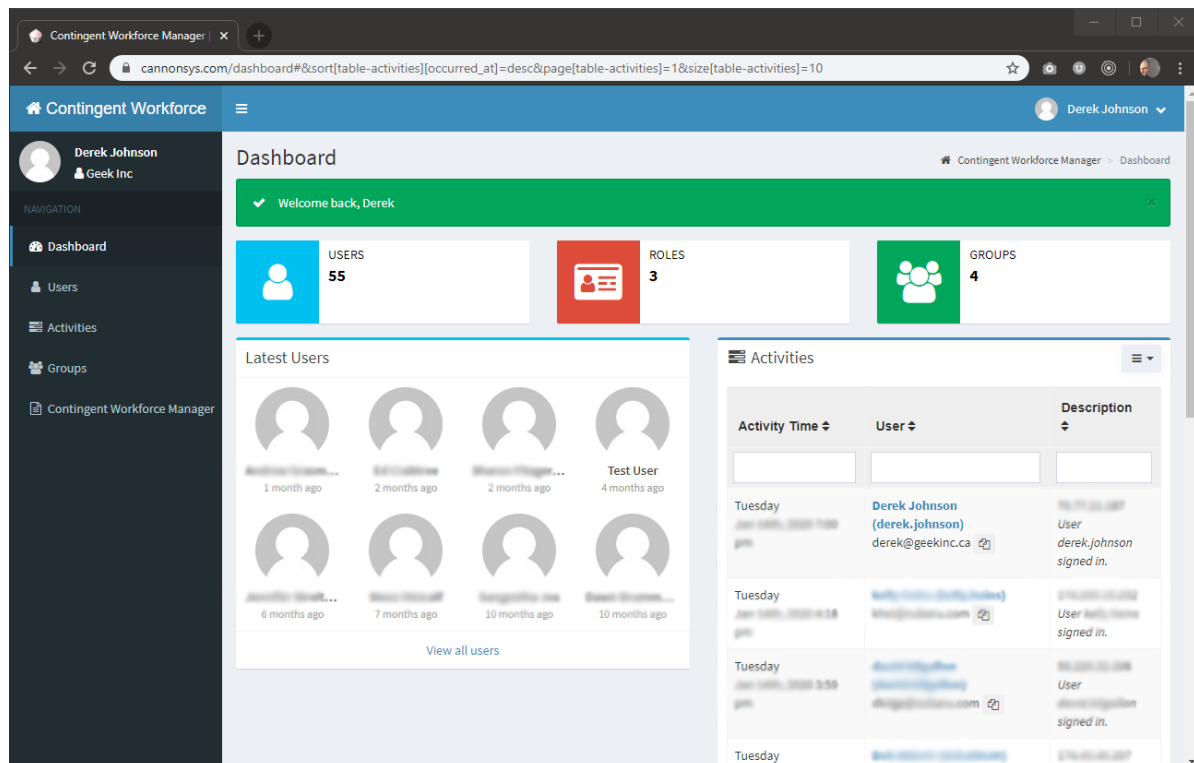 Contingent Workforce Manager |
cannonsys.com/dashboard#&sort[table-activities][occurred_at]=desc&page[table-activities]=1&size[table-activities]=10
Contingent Workforce
Derek Johnson
Derek Johnson
Geek Inc
NAVIGATION
Dashboard
Users
Activities
Groups
Contingent Workforce Manager
Dashboard
Contingent Workforce Manager > Dashboard
Welcome back, Derek
USERS
55
ROLES
3
GROUPS
4
Latest Users
1 month ago
2 months ago
2 months ago
Test User
4 months ago
6 months ago
7 months ago
10 months ago
10 months ago
View all users
Activities
Activity Time
User
Description
Tuesday
Derek Johnson
(derek.johnson)
derek@geekinc.ca
User
derek.johnson
signed in.
Tuesday
User
signed in.
Tuesday
User
signed in.
Tuesday